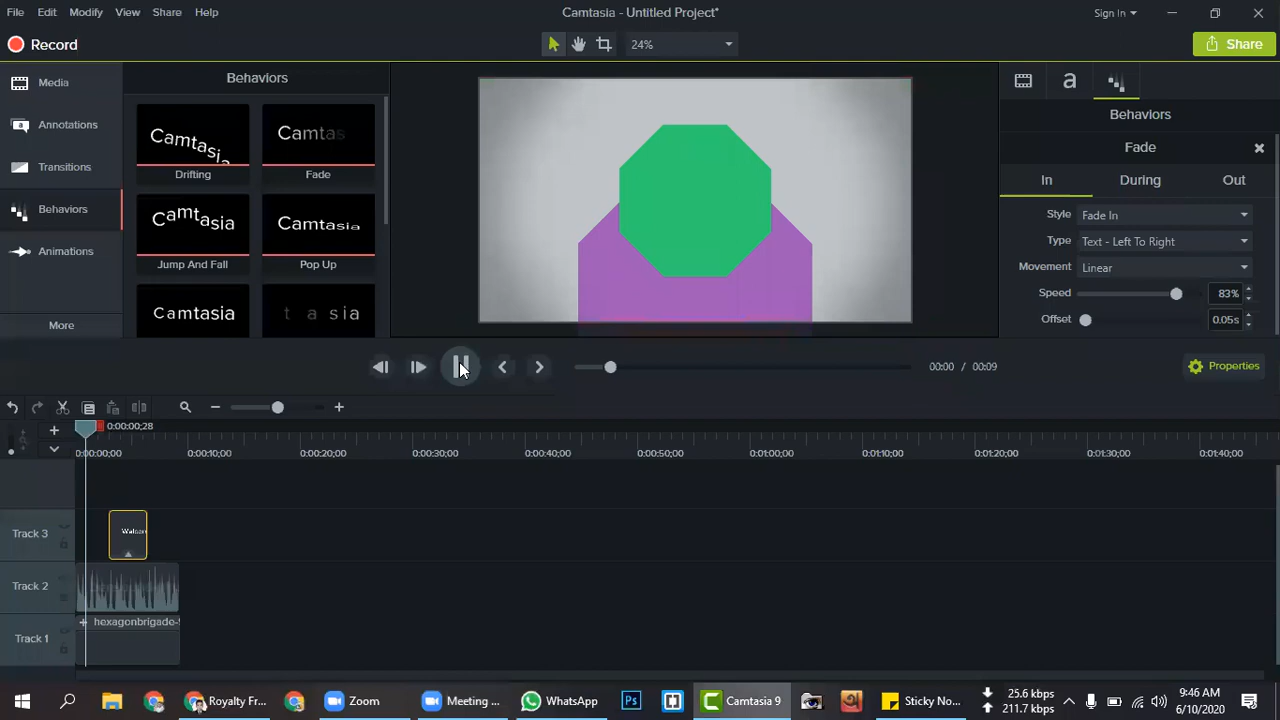 File Edit Modify View Share Help
Camtasia - Untitled Project*
Sign In
Record
24%
Share
Media
Annotations
Transitions
Behaviors
Animations
More
Behaviors
Camtasia
Drifting
Camtas
Fade
Camtasia
Jump And Fall
Camtasia
Pop Up
Camtasia
t a sia
Behaviors
Fade
In During Out
Style Fade In
Type Text - Left To Right
Movement Linear
Speed 83%
Offset 0.05s
00:00 / 00:09
Properties
0:00:00;28
0:00:00;00 0:00:10;00 0:00:20;00 0:00:30;00 0:00:40;00 0:00:50;00 0:01:00;00 0:01:10;00 0:01:20;00 0:01:30;00 0:01:40;00
Track 3
Track 2
Track 1
hexagonbrigade-
Royalty Fr...
Zoom
Meeting ...
WhatsApp
Ps
Camtasia 9
Sticky No...
25.6 kbps
211.7 kbps
9:46 AM
6/10/2020